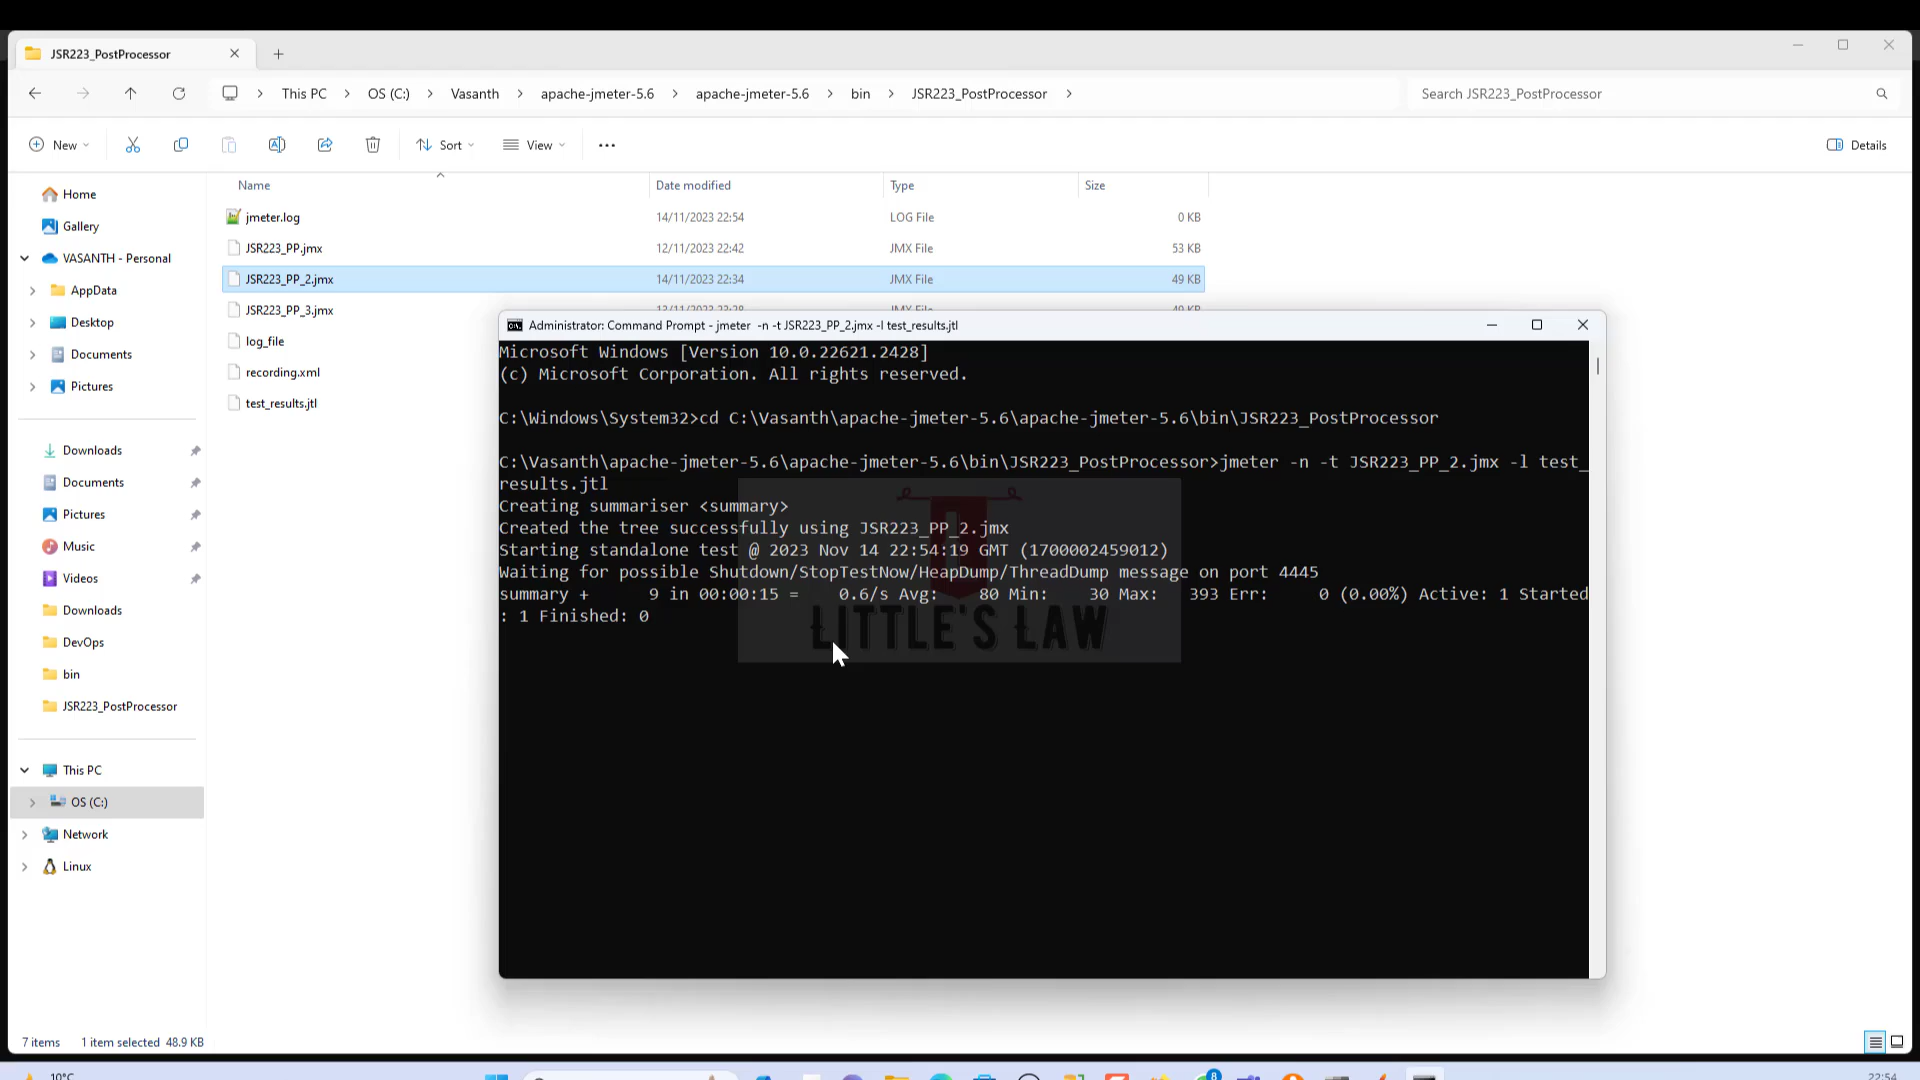 JSR223_PostProcessor
This PC > OS (C:) > Vasanth > apache-jmeter-5.6 > apache-jmeter-5.6 > bin > JSR223_PostProcessor >
Search JSR223_PostProcessor
New
Sort
View
Details
Name Date modified Type Size
jmeter.log 14/11/2023 22:54 LOG File 0 KB
JSR223_PP.jmx 12/11/2023 22:42 JMX File 53 KB
JSR223_PP_2.jmx 14/11/2023 22:34 JMX File 49 KB
JSR223_PP_3.jmx
log_file
recording.xml
test_results.jtl
Home
Gallery
VASANTH - Personal
AppData
Desktop
Documents
Pictures
Downloads
Documents
Pictures
Music
Videos
Downloads
DevOps
bin
JSR223_PostProcessor
This PC
OS (C:)
Network
Linux
Administrator: Command Prompt - jmeter -n -t JSR223_PP_2.jmx -l test_results.jtl
Microsoft Windows [Version 10.0.22621.2428]
(c) Microsoft Corporation. All rights reserved.
C:\Windows\System32>cd C:\Vasanth\apache-jmeter-5.6\apache-jmeter-5.6\bin\JSR223_PostProcessor
C:\Vasanth\apache-jmeter-5.6\apache-jmeter-5.6\bin\JSR223_PostProcessor>jmeter -n -t JSR223_PP_2.jmx -l test_
results.jtl
Creating summariser <summary>
Created the tree successfully using JSR223_PP_2.jmx
Starting standalone test @ 2023 Nov 14 22:54:19 GMT (1700002459012)
Waiting for possible Shutdown/StopTestNow/HeapDump/ThreadDump message on port 4445
summary + 9 in 00:00:15 = 0.6/s Avg: 80 Min: 30 Max: 393 Err: 0 (0.00%) Active: 1 Started
: 1 Finished: 0
LITTLE'S LAW
7 items 1 item selected 48.9 KB
10°C
8
22:54